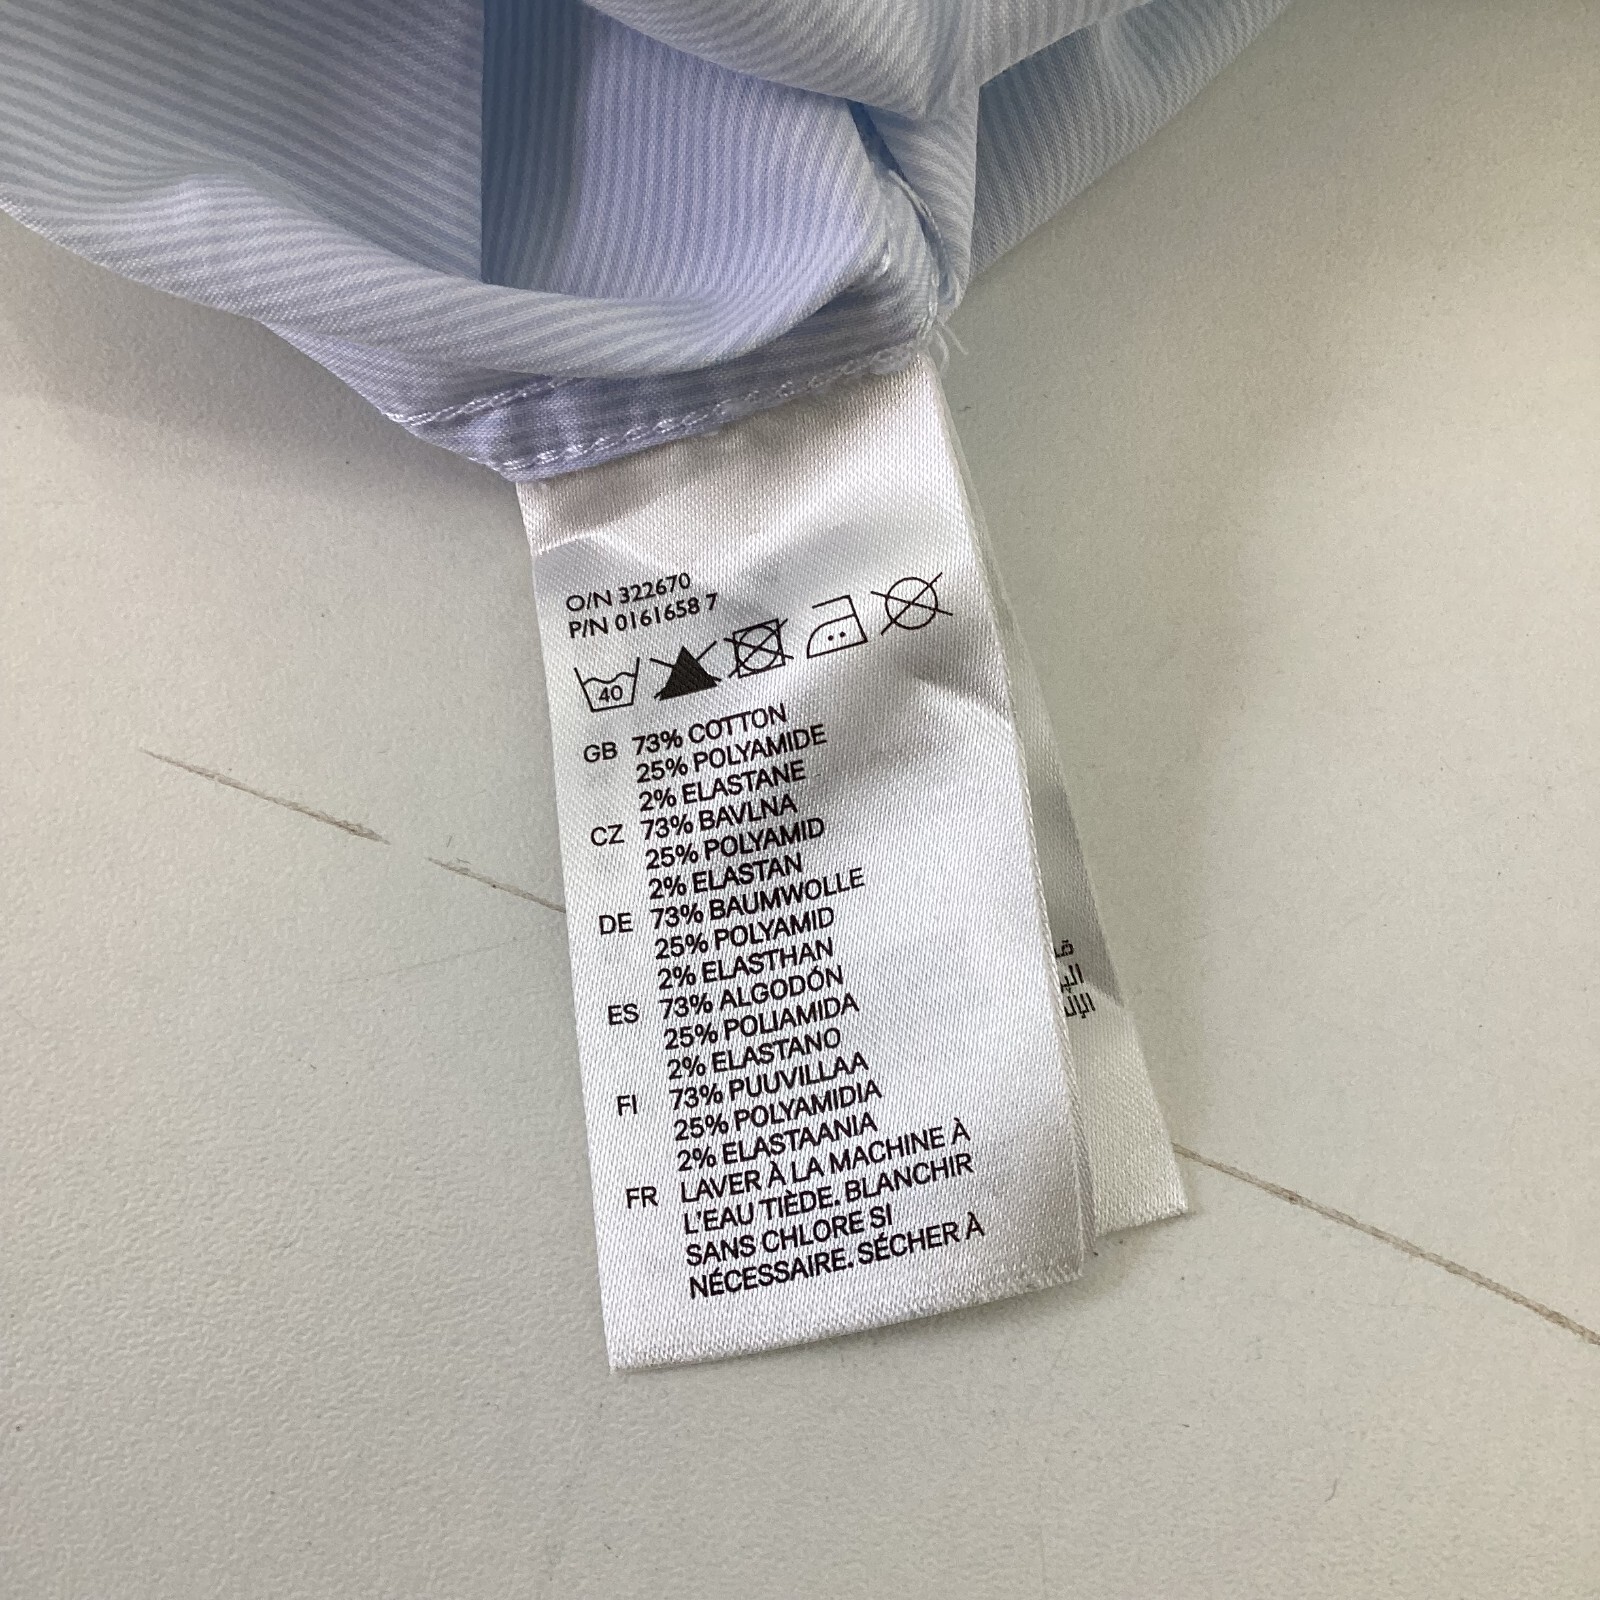 O/N 322670
P/N 0161658 7
40
GB 73% COTTON
25% POLYAMIDE
2% ELASTANE
CZ 73% BAVLNA
25% POLYAMID
2% ELASTAN
DE 73% BAUMWOLLE
25% POLYAMID
2% ELASTHAN
ES 73% ALGODÓN
25% POLIAMIDA
2% ELASTANO
FI 73% PUUVILLAA
25% POLYAMIDIA
2% ELASTAANIA
FR LAVER À LA MACHINE À
L'EAU TIÈDE. BLANCHIR
SANS CHLORE SI
NÉCESSAIRE. SÉCHER À